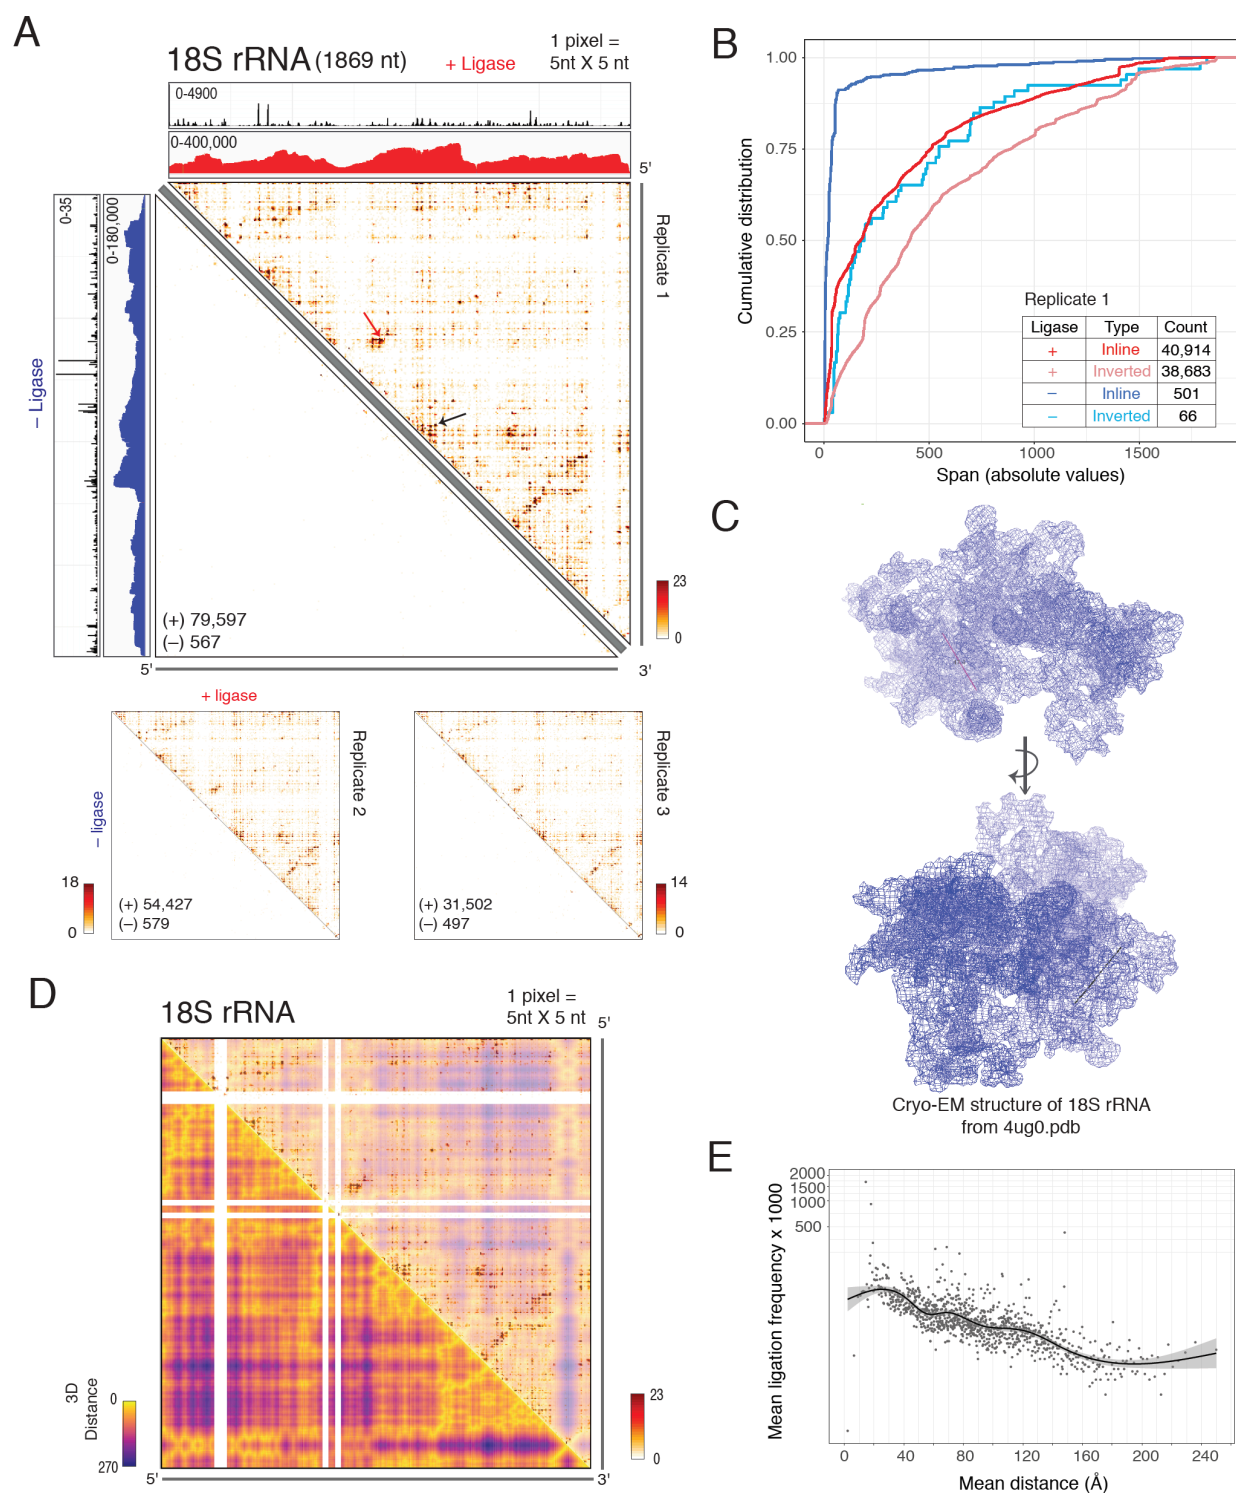 A
18S rRNA (1869 nt)
+ Ligase
1 pixel =
5nt X 5 nt
0-4900
0-400,000
5'
0-35
0-180,000
– Ligase
Replicate 1
23
0
(+) 79,597
(–) 567
5'
3'
+ ligase
– ligase
Replicate 2
18
0
(+) 54,427
(–) 579
Replicate 3
14
0
(+) 31,502
(–) 497
B
Cumulative distribution
1.00
0.75
0.50
0.25
0.00
0
500
1000
1500
Span (absolute values)
Replicate 1
Ligase Type Count
+ Inline 40,914
+ Inverted 38,683
– Inline 501
– Inverted 66
C
Cryo-EM structure of 18S rRNA
from 4ug0.pdb
D
18S rRNA
1 pixel =
5nt X 5 nt
5'
3D
Distance
0
270
23
0
5'
3'
E
Mean ligation frequency x 1000
2000
1500
1000
500
0
40
80
120
160
200
240
Mean distance (Å)